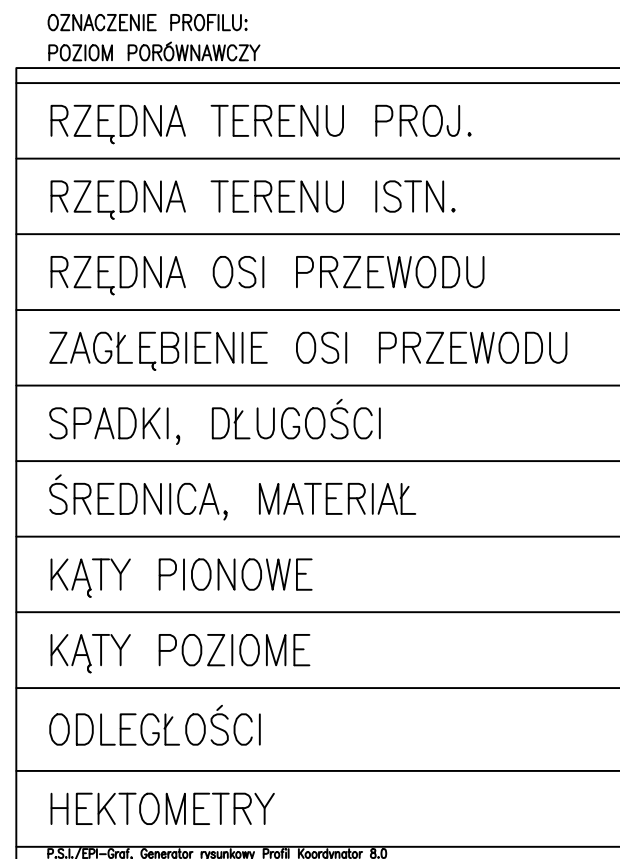 OZNACZENIE PROFILU:
POZIOM PORÓWNAWCZY
RZĘDNA TERENU PROJ.
RZĘDNA TERENU ISTN.
RZĘDNA OSI PRZEWODU
ZAGŁĘBIENIE OSI PRZEWODU
SPADKI, DŁUGOŚCI
ŚREDNICA, MATERIAŁ
KĄTY PIONOWE
KĄTY POZIOME
ODLEGŁOŚCI
HEKTOMETRY
P.S.I./EPI-Graf, Generator rysunkowy Profil Koordynator 8.0